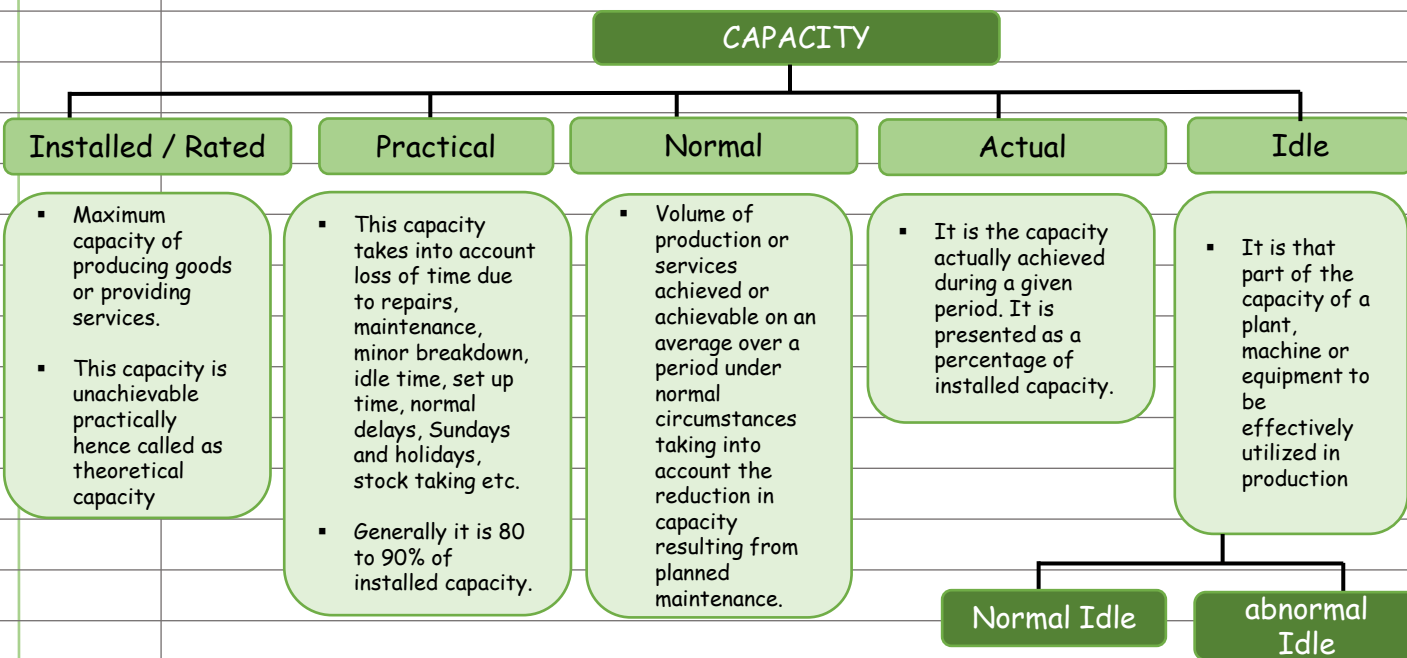 CAPACITY
Installed / Rated
Practical
Normal
Actual
Idle
▪ Maximum
capacity of
producing goods
or providing
services.
▪ This capacity is
unachievable
practically
hence called as
theoretical
capacity
▪ This capacity
takes into account
loss of time due
to repairs,
maintenance,
minor breakdown,
idle time, set up
time, normal
delays, Sundays
and holidays,
stock taking etc.
▪ Generally it is 80
to 90% of
installed capacity.
▪ Volume of
production or
services
achieved or
achievable on an
average over a
period under
normal
circumstances
taking into
account the
reduction in
capacity
resulting from
planned
maintenance.
▪ It is the capacity
actually achieved
during a given
period. It is
presented as a
percentage of
installed capacity.
▪ It is that
part of the
capacity of a
plant,
machine or
equipment to
be
effectively
utilized in
production
Normal Idle
abnormal
Idle